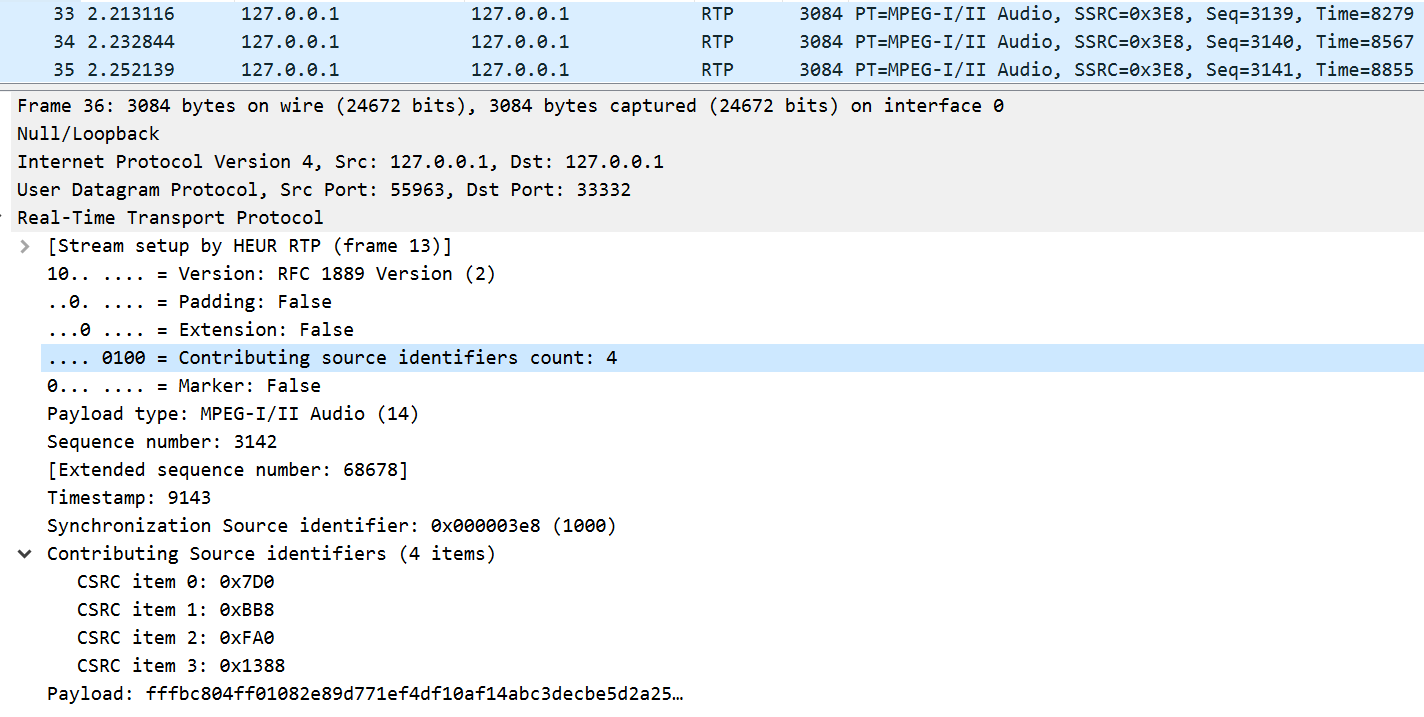 33 2.213116 127.0.0.1 127.0.0.1 RTP 3084 PT=MPEG-I/II Audio, SSRC=0x3E8, Seq=3139, Time=8279
34 2.232844 127.0.0.1 127.0.0.1 RTP 3084 PT=MPEG-I/II Audio, SSRC=0x3E8, Seq=3140, Time=8567
35 2.252139 127.0.0.1 127.0.0.1 RTP 3084 PT=MPEG-I/II Audio, SSRC=0x3E8, Seq=3141, Time=8855
Frame 36: 3084 bytes on wire (24672 bits), 3084 bytes captured (24672 bits) on interface 0
Null/Loopback
Internet Protocol Version 4, Src: 127.0.0.1, Dst: 127.0.0.1
User Datagram Protocol, Src Port: 55963, Dst Port: 33332
Real-Time Transport Protocol
[Stream setup by HEUR RTP (frame 13)]
10.. .... = Version: RFC 1889 Version (2)
..0. .... = Padding: False
...0 .... = Extension: False
.... 0100 = Contributing source identifiers count: 4
0... .... = Marker: False
Payload type: MPEG-I/II Audio (14)
Sequence number: 3142
[Extended sequence number: 68678]
Timestamp: 9143
Synchronization Source identifier: 0x000003e8 (1000)
Contributing Source identifiers (4 items)
CSRC item 0: 0x7D0
CSRC item 1: 0xBB8
CSRC item 2: 0xFA0
CSRC item 3: 0x1388
Payload: fffbc804ff01082e89d771ef4df10af14abc3decbe5d2a25…